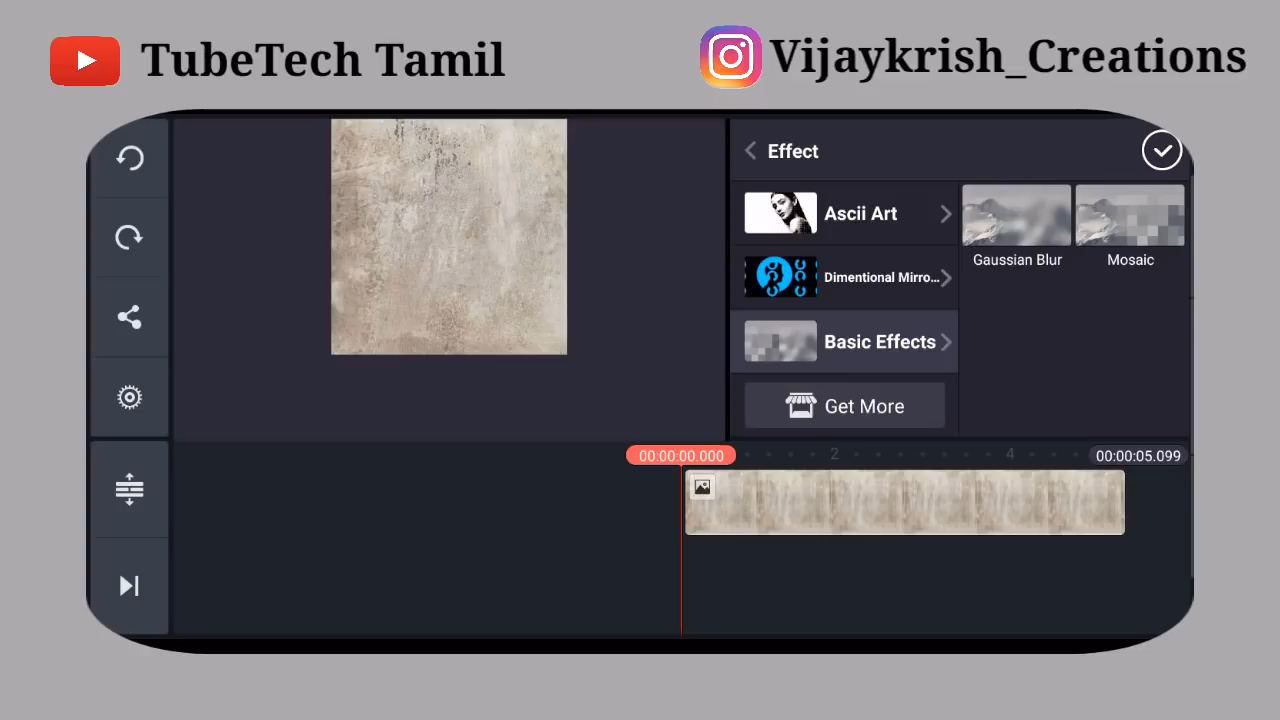 TubeTech Tamil
Vijaykrish_Creations
Effect
Ascii Art
Dimentional Mirro...
Basic Effects
Get More
Gaussian Blur
Mosaic
00:00:00.000
2
4
00:00:05.099